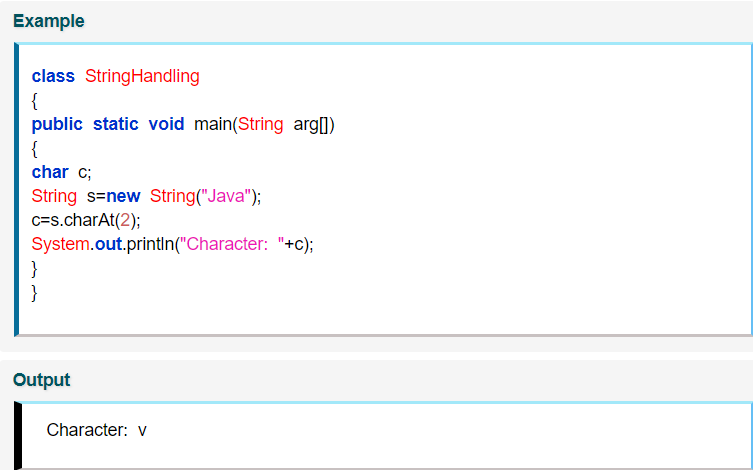 Example
class StringHandling
{
public static void main(String arg[])
{
char c;
String s=new String("Java");
c=s.charAt(2);
System.out.println("Character: "+c);
}
}
Output
Character: v